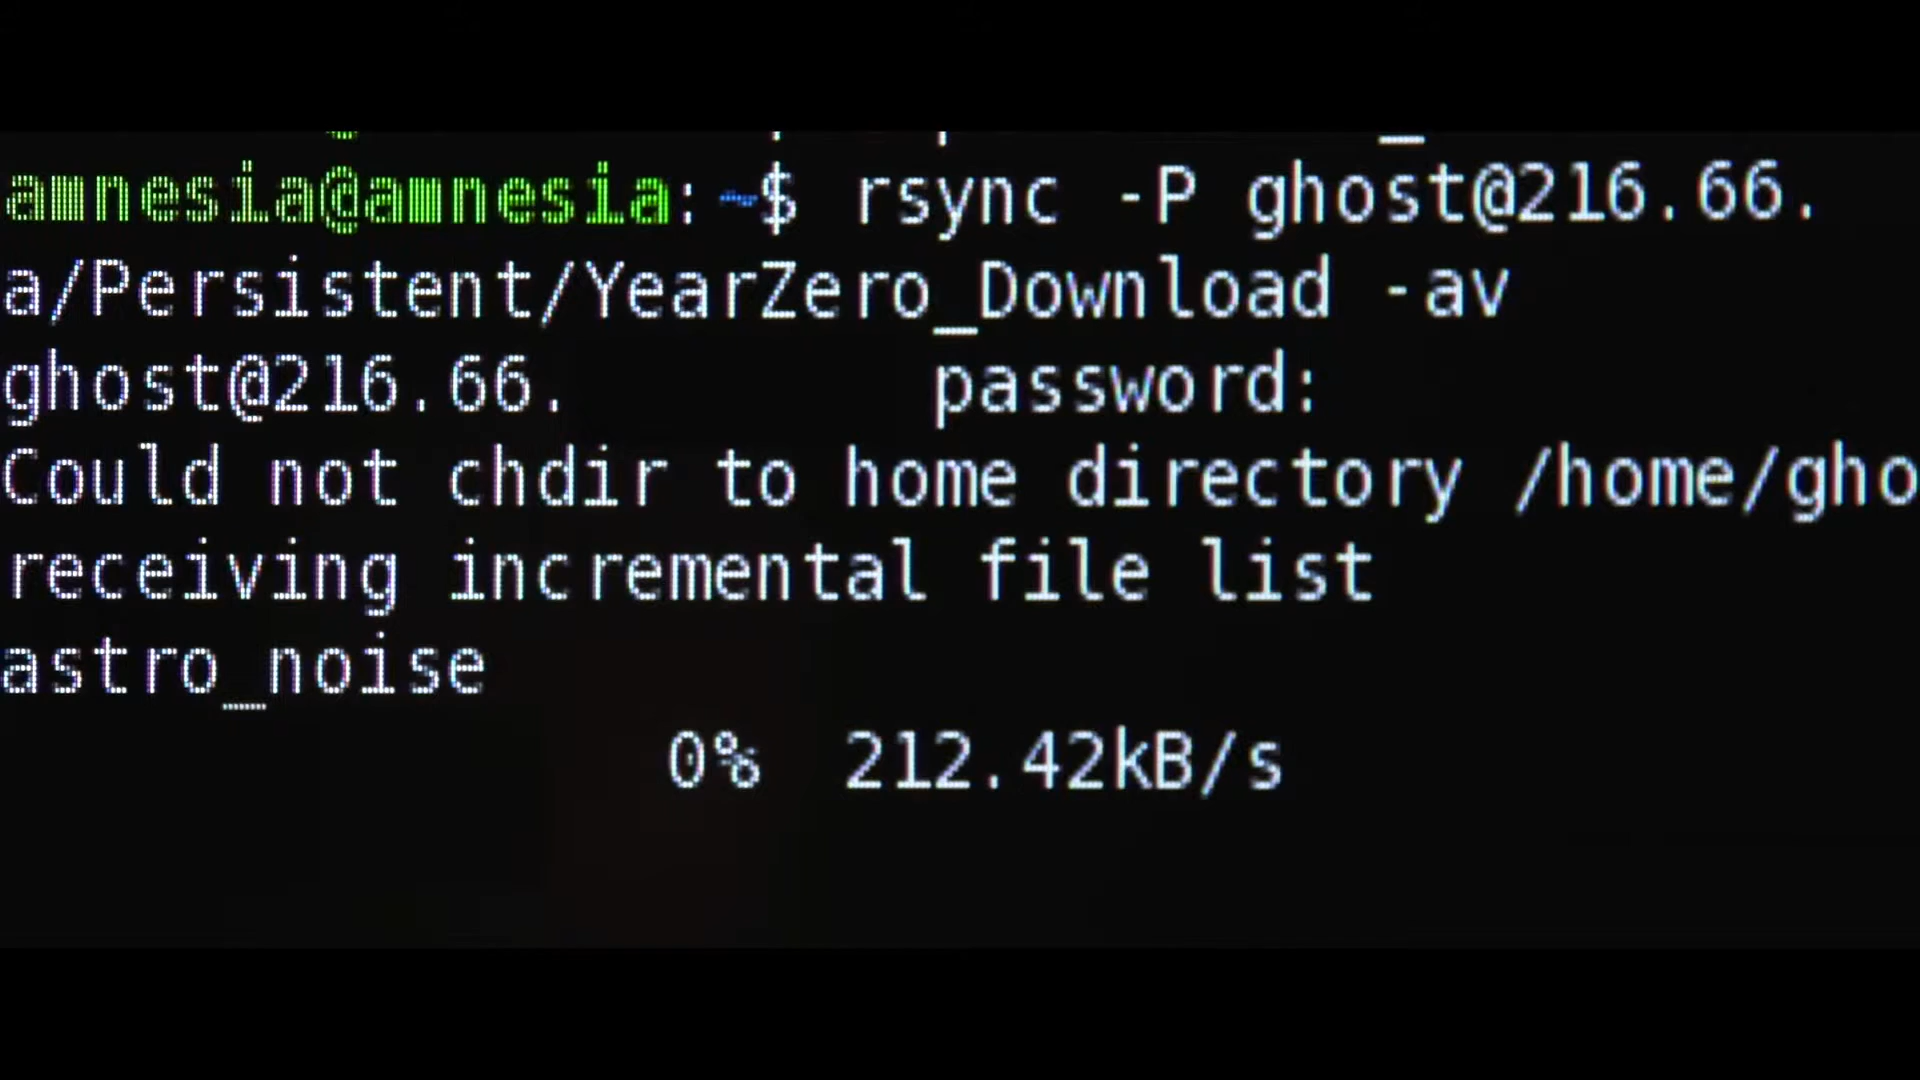 amnesia@amnesia:~$ rsync -P ghost@216.66.
a/Persistent/YearZero_Download -av
ghost@216.66. password:
Could not chdir to home directory /home/gho
receiving incremental file list
astro_noise
0% 212.42kB/s